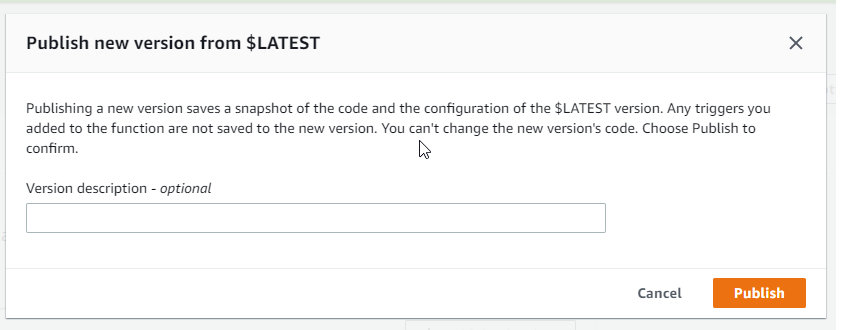 Publish new version from $LATEST
Publishing a new version saves a snapshot of the code and the configuration of the $LATEST version. Any triggers you
added to the function are not saved to the new version. You can't change the new version's code. Choose Publish to
confirm.
Version description - optional
Cancel
Publish